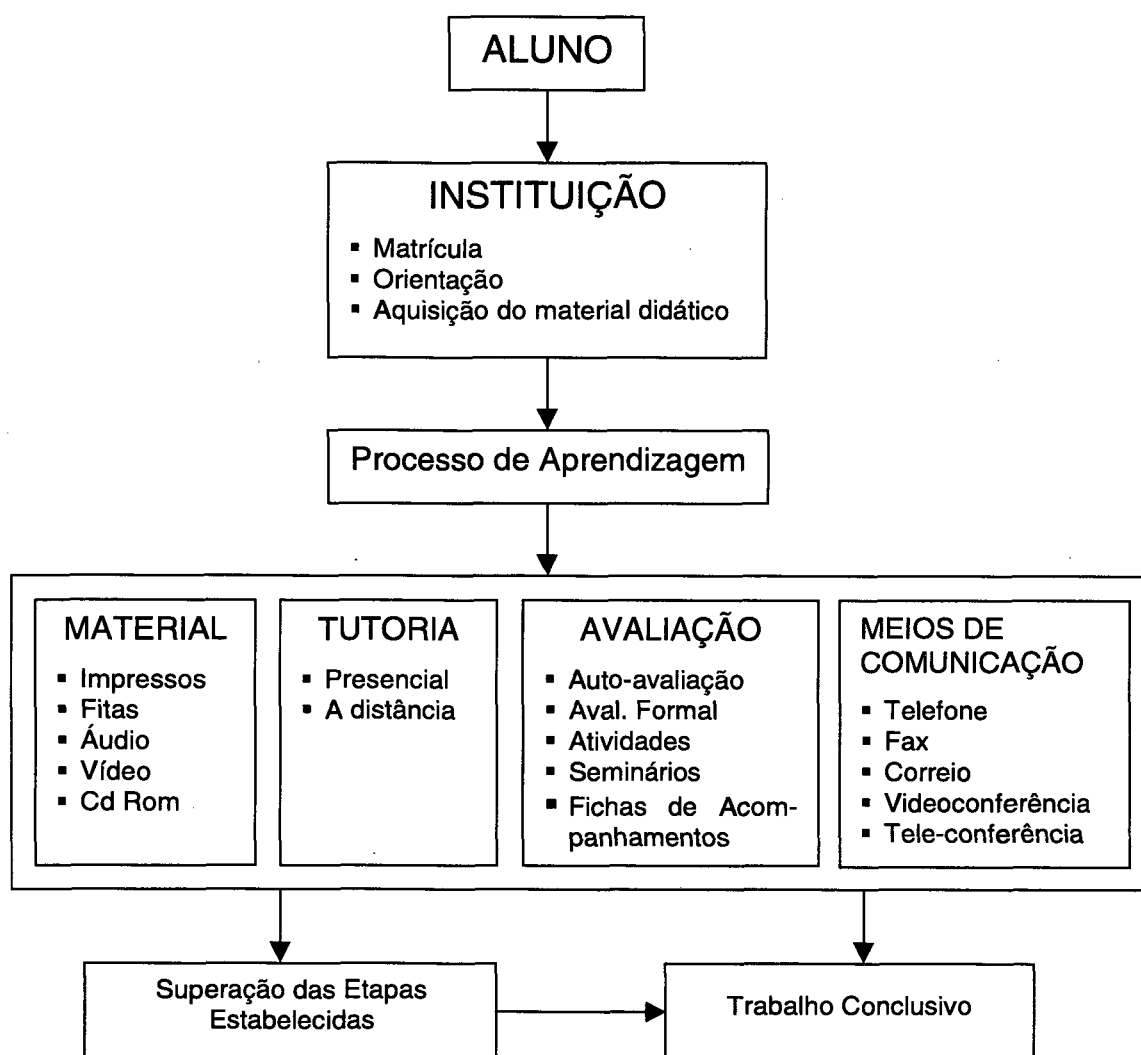 ALUNO
INSTITUIÇÃO
▪ Matrícula
▪ Orientação
▪ Aquisição do material didático
Processo de Aprendizagem
MATERIAL
▪ Impressos
▪ Fitas
▪ Áudio
▪ Vídeo
▪ Cd Rom
TUTORIA
▪ Presencial
▪ A distância
AVALIAÇÃO
▪ Auto-avaliação
▪ Aval. Formal
▪ Atividades
▪ Seminários
▪ Fichas de Acom-
panhamentos
MEIOS DE
COMUNICAÇÃO
▪ Telefone
▪ Fax
▪ Correio
▪ Videoconferência
▪ Tele-conferência
Superação das Etapas
Estabelecidas
Trabalho Conclusivo